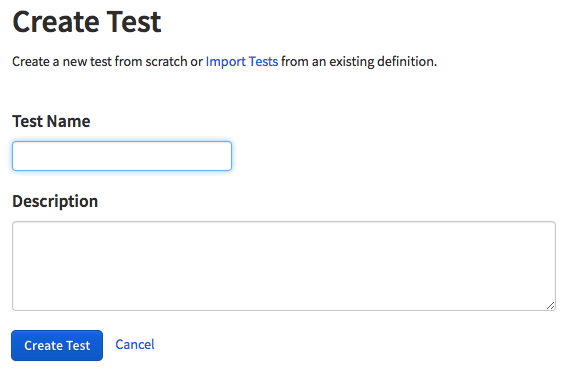 Create Test
Create a new test from scratch or Import Tests from an existing definition.
Test Name
Description
Create Test Cancel